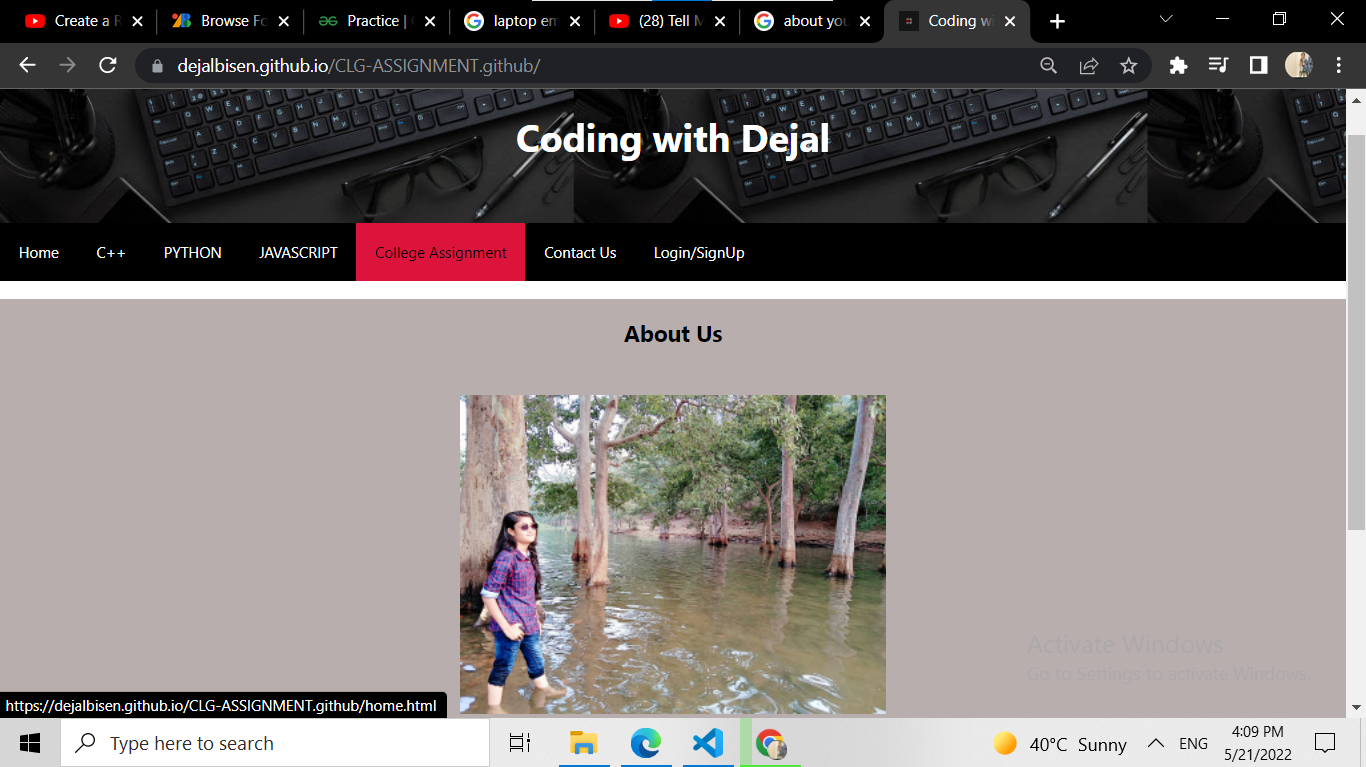 Create a R
Browse Fo
Practice |
laptop em
(28) Tell M
about you
Coding wi
dejalbisen.github.io/CLG-ASSIGNMENT.github/
Coding with Dejal
Home C++ PYTHON JAVASCRIPT College Assignment Contact Us Login/SignUp
About Us
Activate Windows
Go to Settings to activate Windows.
https://dejalbisen.github.io/CLG-ASSIGNMENT.github/home.html
Type here to search
40°C Sunny
ENG
4:09 PM
5/21/2022